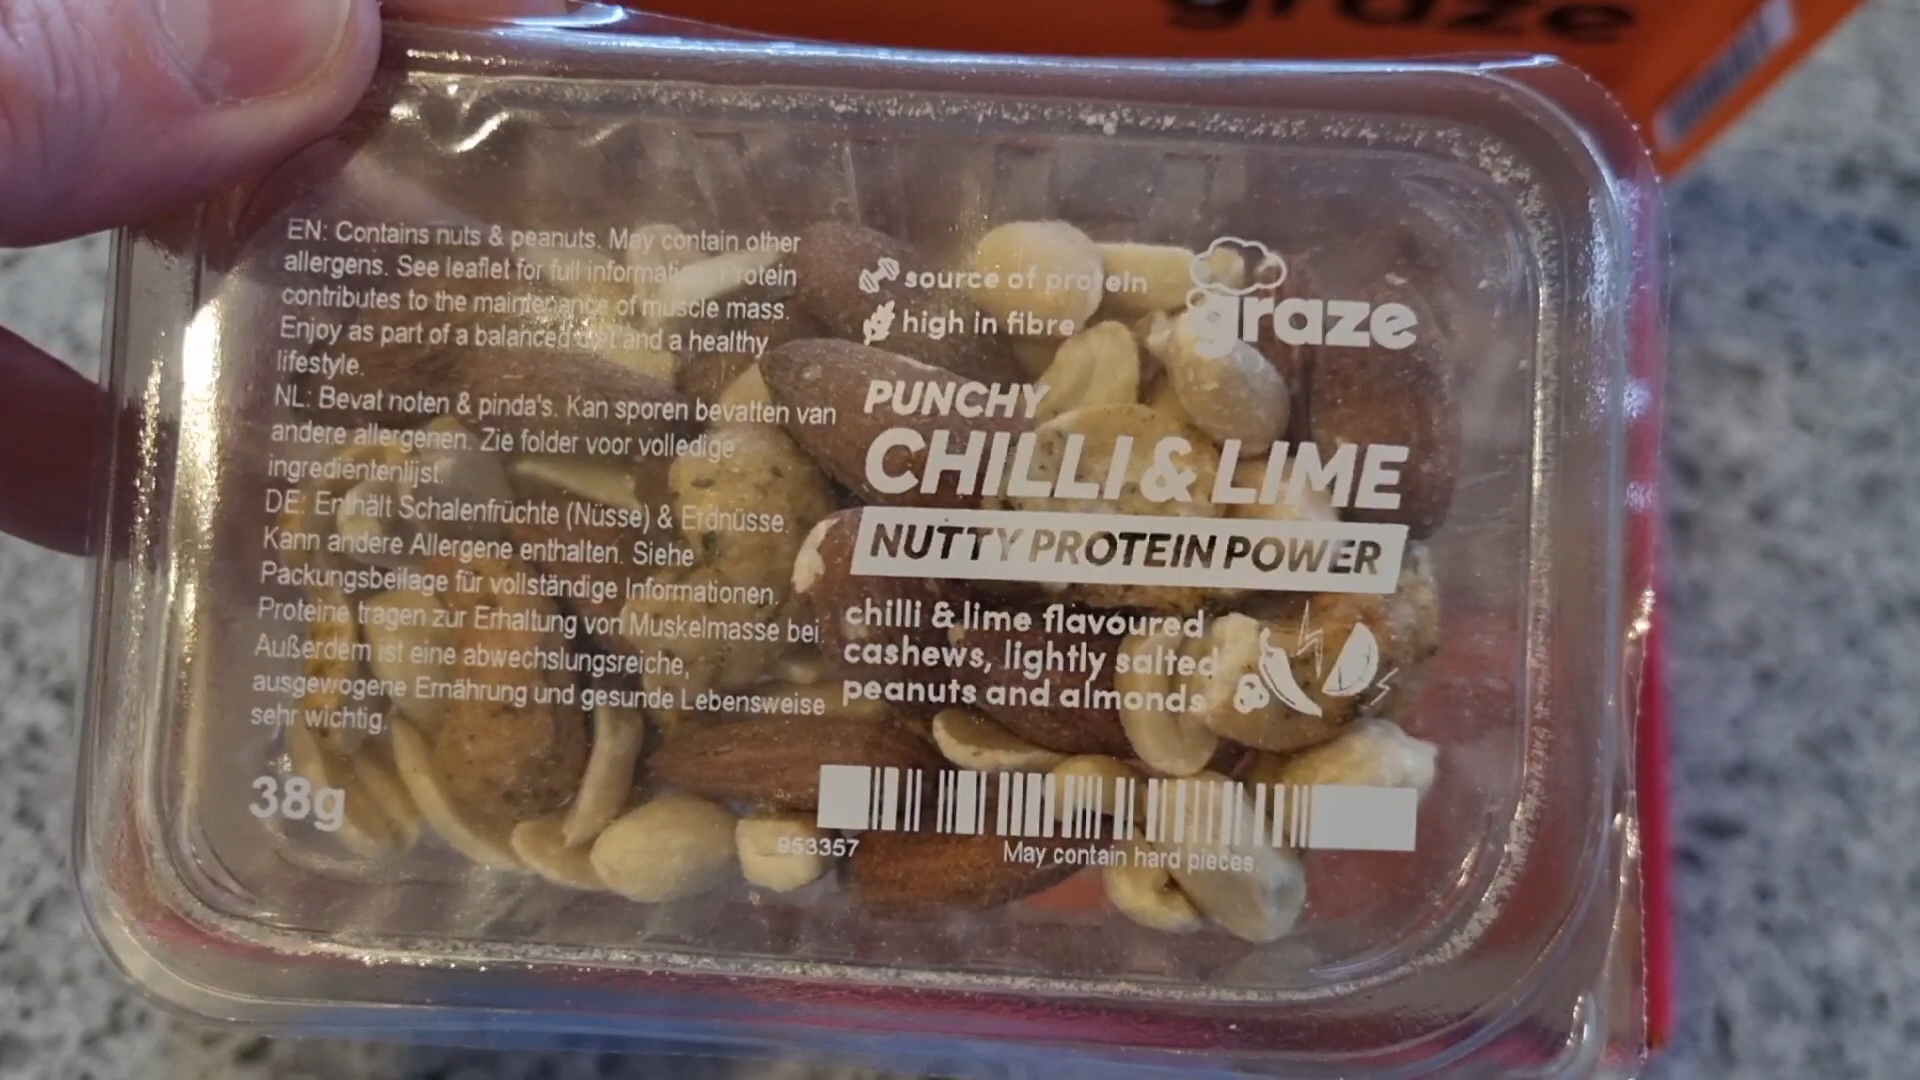 graze
EN: Contains nuts & peanuts. May contain other
allergens. See leaflet for full information. Protein
contributes to the maintenance of muscle mass.
Enjoy as part of a balanced diet and a healthy
lifestyle.
NL: Bevat noten & pinda's. Kan sporen bevatten van
andere allergenen. Zie folder voor volledige
ingrediëntenlijst.
DE: Enthält Schalenfrüchte (Nüsse) & Erdnüsse.
Kann andere Allergene enthalten. Siehe
Packungsbeilage für vollständige Informationen.
Proteine tragen zur Erhaltung von Muskelmasse bei.
Außerdem ist eine abwechslungsreiche,
ausgewogene Ernährung und gesunde Lebensweise
sehr wichtig.
38g
source of protein
high in fibre
graze
PUNCHY
CHILLI & LIME
NUTTY PROTEIN POWER
chilli & lime flavoured
cashews, lightly salted
peanuts and almonds
853357
May contain hard pieces.